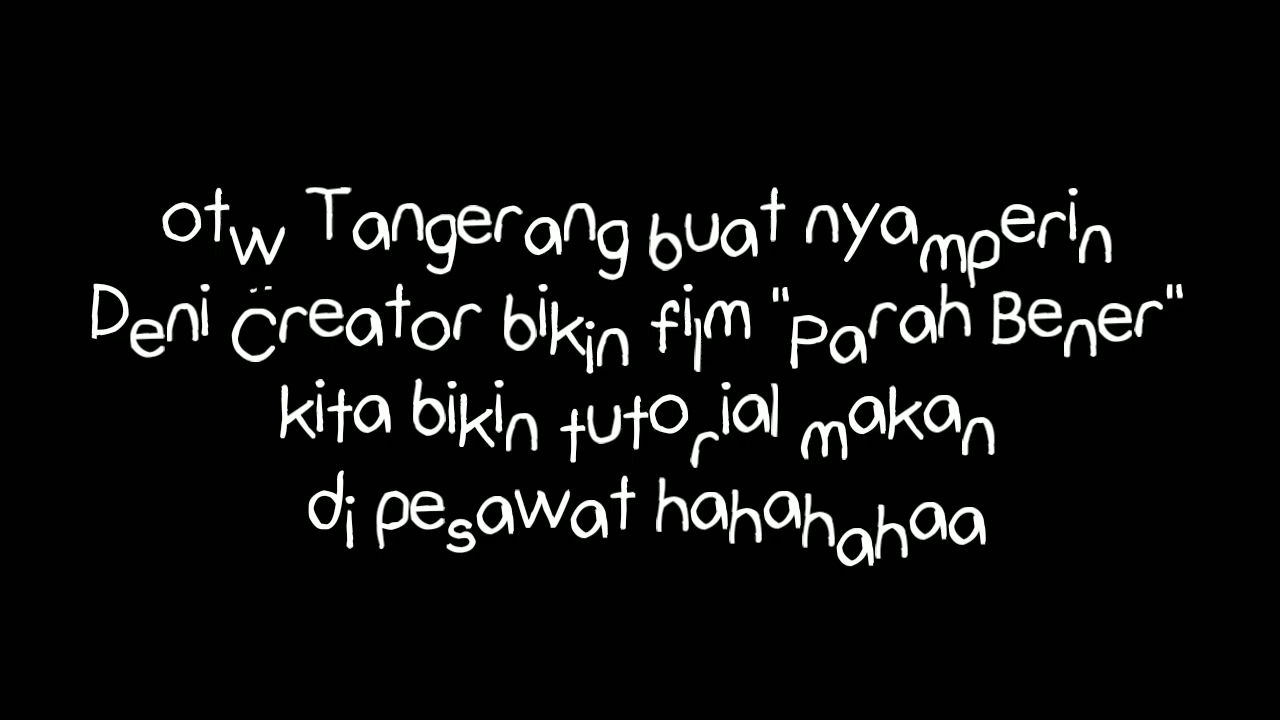 otw Tangerang buat nyamperin
Deni Creator bikin film "Parah Bener"
kita bikin tutorial makan
di pesawat hahahahaa